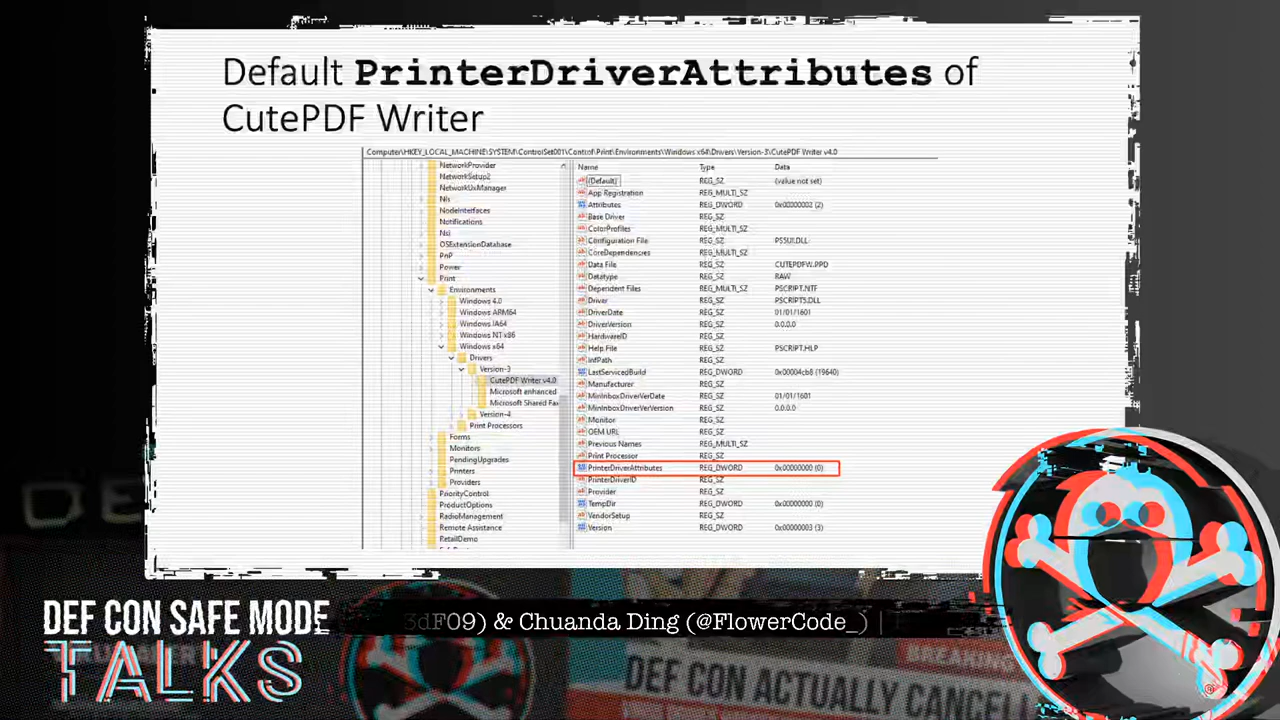 Default PrinterDriverAttributes of
CutePDF Writer
Computer\HKEY_LOCAL_MACHINE\SYSTEM\ControlSet001\Control\Print\Environments\Windows x64\Drivers\Version-3\CutePDF Writer v4.0
NetworkProvider
NetworkSetup2
NetworkUxManager
Nls
NodeInterfaces
Notifications
Nsi
OSExtensionDatabase
PnP
Power
Print
Environments
Windows 4.0
Windows ARM64
Windows IA64
Windows NT x86
Windows x64
Drivers
Version-3
CutePDF Writer v4.0
Microsoft enhanced
Microsoft Shared Fax
Version-4
Print Processors
Forms
Monitors
PendingUpgrades
Printers
Providers
PriorityControl
ProductOptions
RadioManagement
Remote Assistance
RetailDemo
Name Type Data
(Default) REG_SZ (value not set)
App Registration REG_MULTI_SZ
Attributes REG_DWORD 0x00000002 (2)
Base Driver REG_SZ
ColorProfiles REG_MULTI_SZ
Configuration File REG_SZ PS5UI.DLL
CoreDependencies REG_MULTI_SZ
Data File REG_SZ CUTEPDFW.PPD
Datatype REG_SZ RAW
Dependent Files REG_MULTI_SZ PSCRIPT.NTF
Driver REG_SZ PSCRIPT5.DLL
DriverDate REG_SZ 01/01/1601
DriverVersion REG_SZ 0.0.0.0
HardwareID REG_SZ
Help File REG_SZ PSCRIPT.HLP
InfPath REG_SZ
LastServicedBuild REG_DWORD 0x00004cb8 (19640)
Manufacturer REG_SZ
MinInboxDriverVerDate REG_SZ 01/01/1601
MinInboxDriverVerVersion REG_SZ 0.0.0.0
Monitor REG_SZ
OEM URL REG_SZ
Previous Names REG_MULTI_SZ
Print Processor REG_SZ
PrinterDriverAttributes REG_DWORD 0x00000000 (0)
PrinterDriverID REG_SZ
Provider REG_SZ
TempDir REG_DWORD 0x00000000 (0)
VendorSetup REG_SZ
Version REG_DWORD 0x00000003 (3)
DEF CON SAFE MODE
TALKS
3dF09) & Chuanda Ding (@FlowerCode_) |
BREAKING
DEF CON ACTUALLY CANCELL